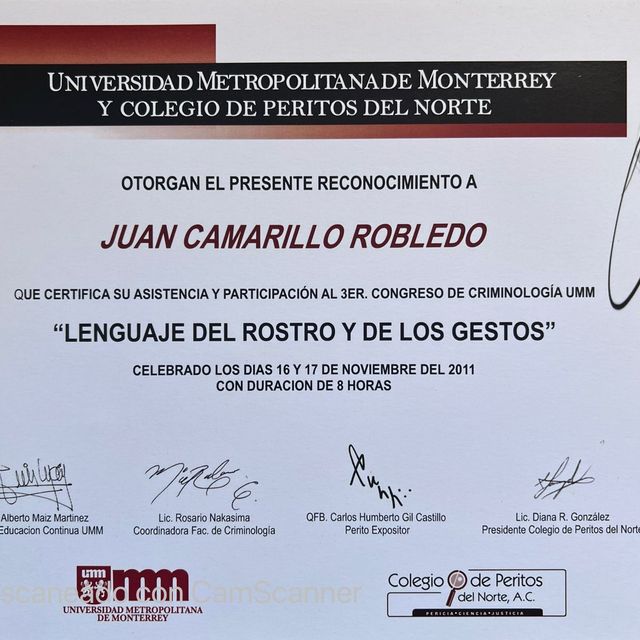 UNIVERSIDAD METROPOLITANA DE MONTERREY
Y COLEGIO DE PERITOS DEL NORTE
OTORGAN EL PRESENTE RECONOCIMIENTO A
JUAN CAMARILLO ROBLEDO
QUE CERTIFICA SU ASISTENCIA Y PARTICIPACIÓN AL 3ER. CONGRESO DE CRIMINOLOGÍA UMM
“LENGUAJE DEL ROSTRO Y DE LOS GESTOS”
CELEBRADO LOS DIAS 16 Y 17 DE NOVIEMBRE DEL 2011
CON DURACION DE 8 HORAS
Alberto Maiz Martinez
Educacion Continua UMM
Lic. Rosario Nakasima
Coordinadora Fac. de Criminología
QFB. Carlos Humberto Gil Castillo
Perito Expositor
Lic. Diana R. González
Presidente Colegio de Peritos del Norte
umm
UNIVERSIDAD METROPOLITANA
DE MONTERREY
Colegio de Peritos
del Norte, A.C.
PERICIA•CIENCIA•JUSTICIA
scaneado con CamScanner